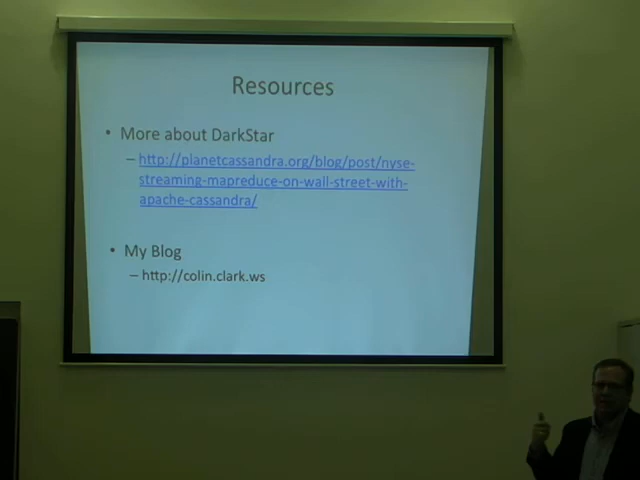 Resources
• More about DarkStar
– http://planetcassandra.org/blog/post/nyse-
streaming-mapreduce-on-wall-street-with-
apache-cassandra/
• My Blog
– http://colin.clark.ws